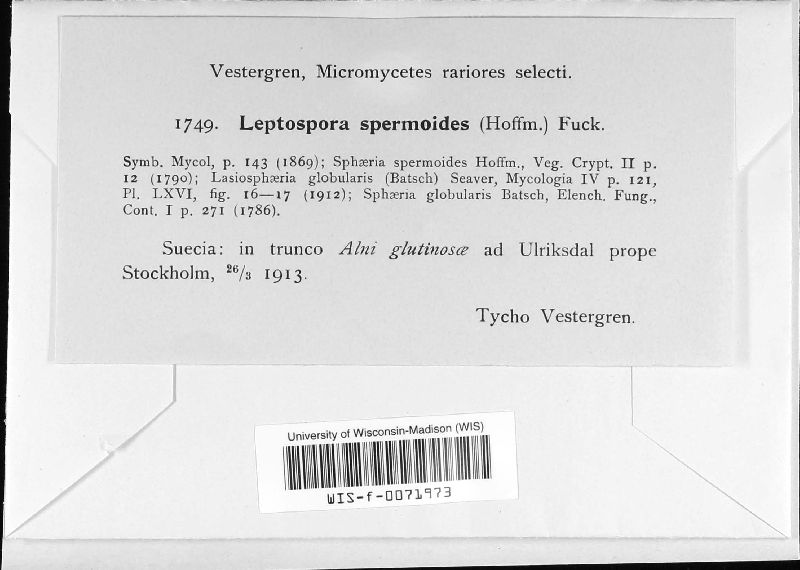 Vestergren, Micromycetes rariores selecti.
1749. Leptospora spermoides (Hoffm.) Fuck.
Symb. Mycol, p. 143 (1869); Sphæria spermoides Hoffm., Veg. Crypt. II p.
12 (1790); Lasiosphæria globularis (Batsch) Seaver, Mycologia IV p. 121,
Pl. LXVI, fig. 16—17 (1912); Sphæria globularis Batsch, Elench. Fung.,
Cont. I p. 271 (1786).
Suecia: in trunco Alni glutinosæ ad Ulriksdal prope
Stockholm, 26/3 1913.
Tycho Vestergren.
University of Wisconsin-Madison (WIS)
WIS-f-0071973